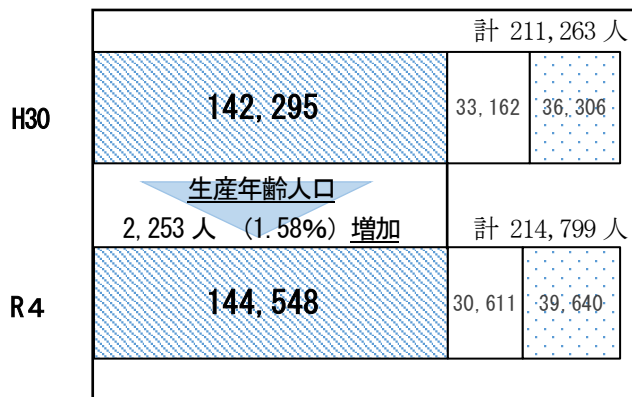 計 211,263 人
H30
142,295 33,162 36,306
生産年齢人口
2,253 人 (1.58%) 増加
計 214,799 人
R4
144,548 30,611 39,640